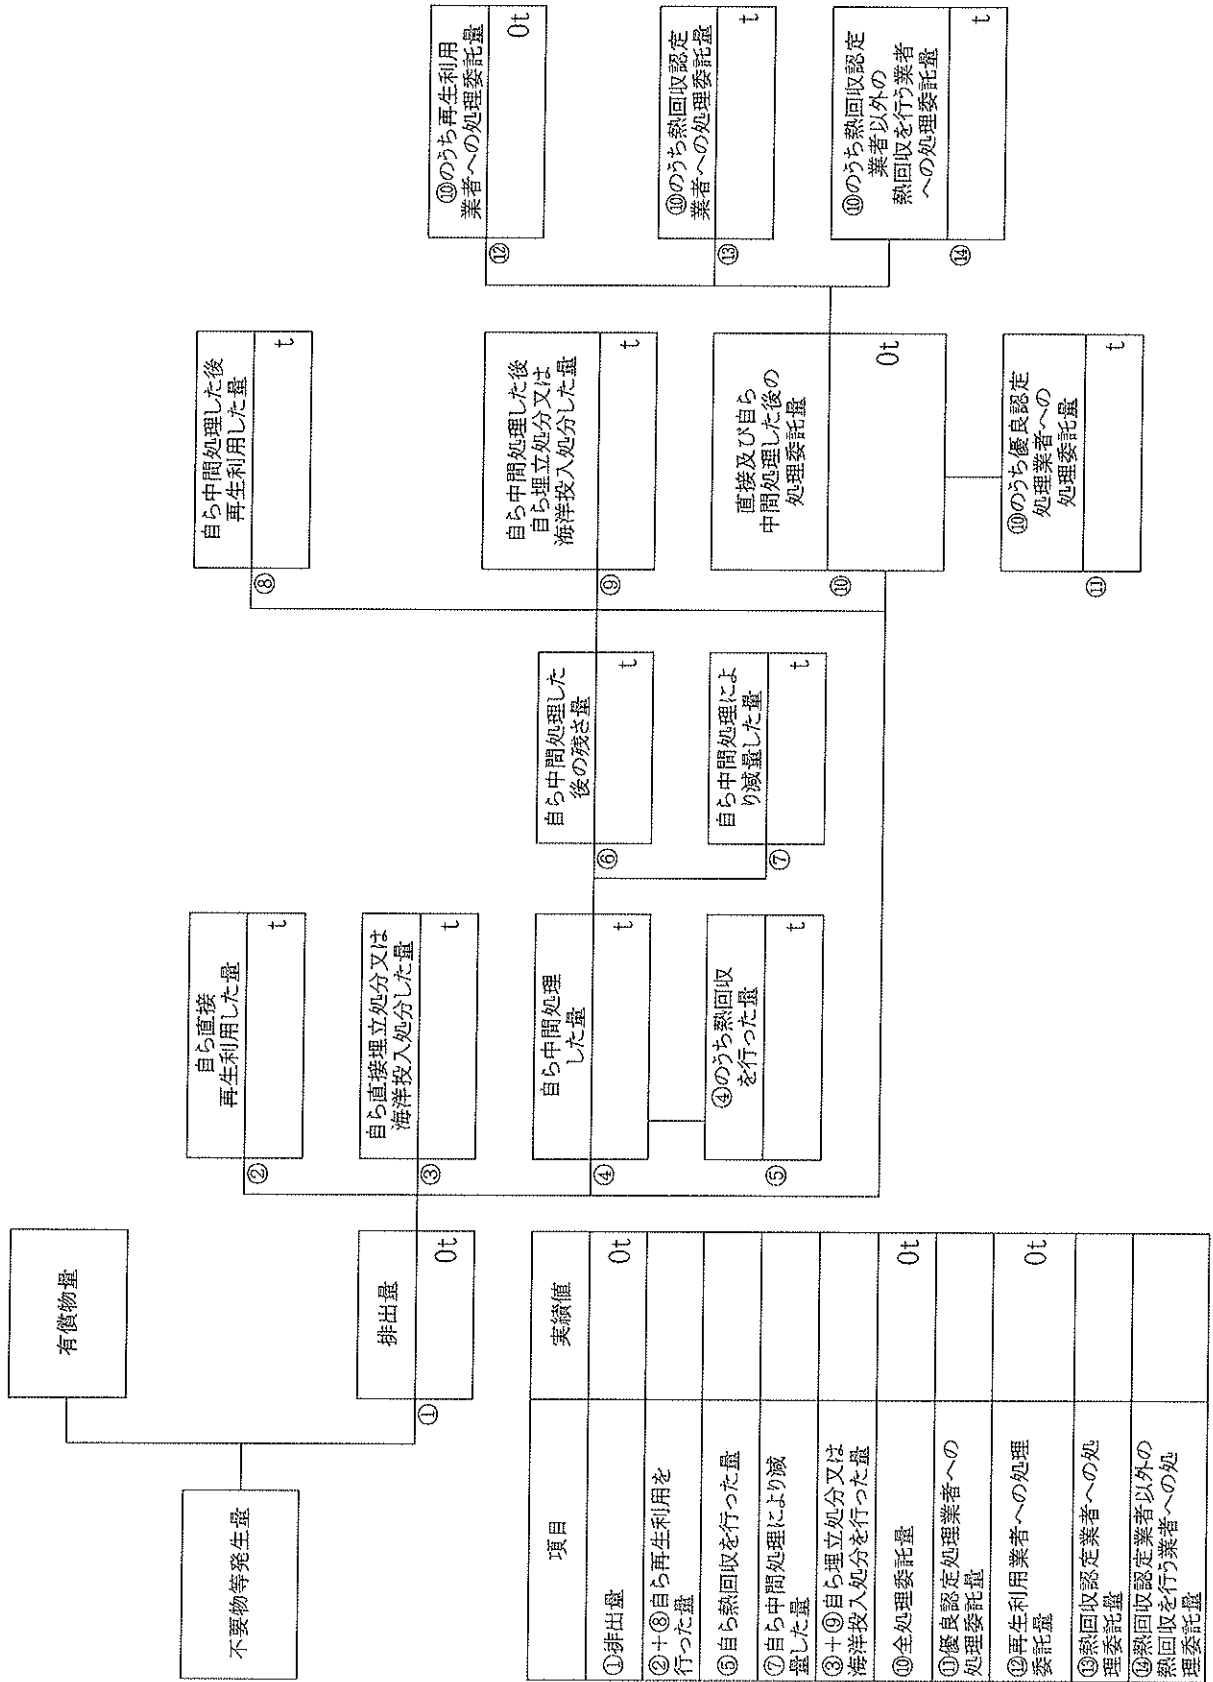 不要物等発生量
有償物量
排出量
①
0t
自ら直接
再生利用した量
②
t
自ら直接埋立処分又は
海洋投入処分した量
③
t
自ら中間処理
した量
④
t
④のうち熱回収
を行った量
⑤
t
自ら中間処理した
後の残さ量
⑥
t
自ら中間処理によ
り減量した量
⑦
t
自ら中間処理した後
再生利用した量
⑧
t
自ら中間処理した後
自ら埋立処分又は
海洋投入処分した量
⑨
t
直接及び自ら
中間処理した後の
処理委託量
⑩
0t
⑩のうち優良認定
処理業者への
処理委託量
⑪
t
⑩のうち再生利用
業者への処理委託量
⑫
0t
⑩のうち熱回収認定
業者への処理委託量
⑬
t
⑩のうち熱回収認定
業者以外の
熱回収を行う業者
への処理委託量
⑭
t
項目
実績値
①排出量
0t
②+⑧自ら再生利用を
行った量
⑤自ら熱回収を行った量
⑦自ら中間処理により減
量した量
③+⑨自ら埋立処分又は
海洋投入処分を行った量
⑩全処理委託量
0t
⑪優良認定処理業者への
処理委託量
⑫再生利用業者への処理
委託量
0t
⑬熱回収認定業者への処
理委託量
⑭熱回収認定業者以外の
熱回収を行う業者への処
理委託量